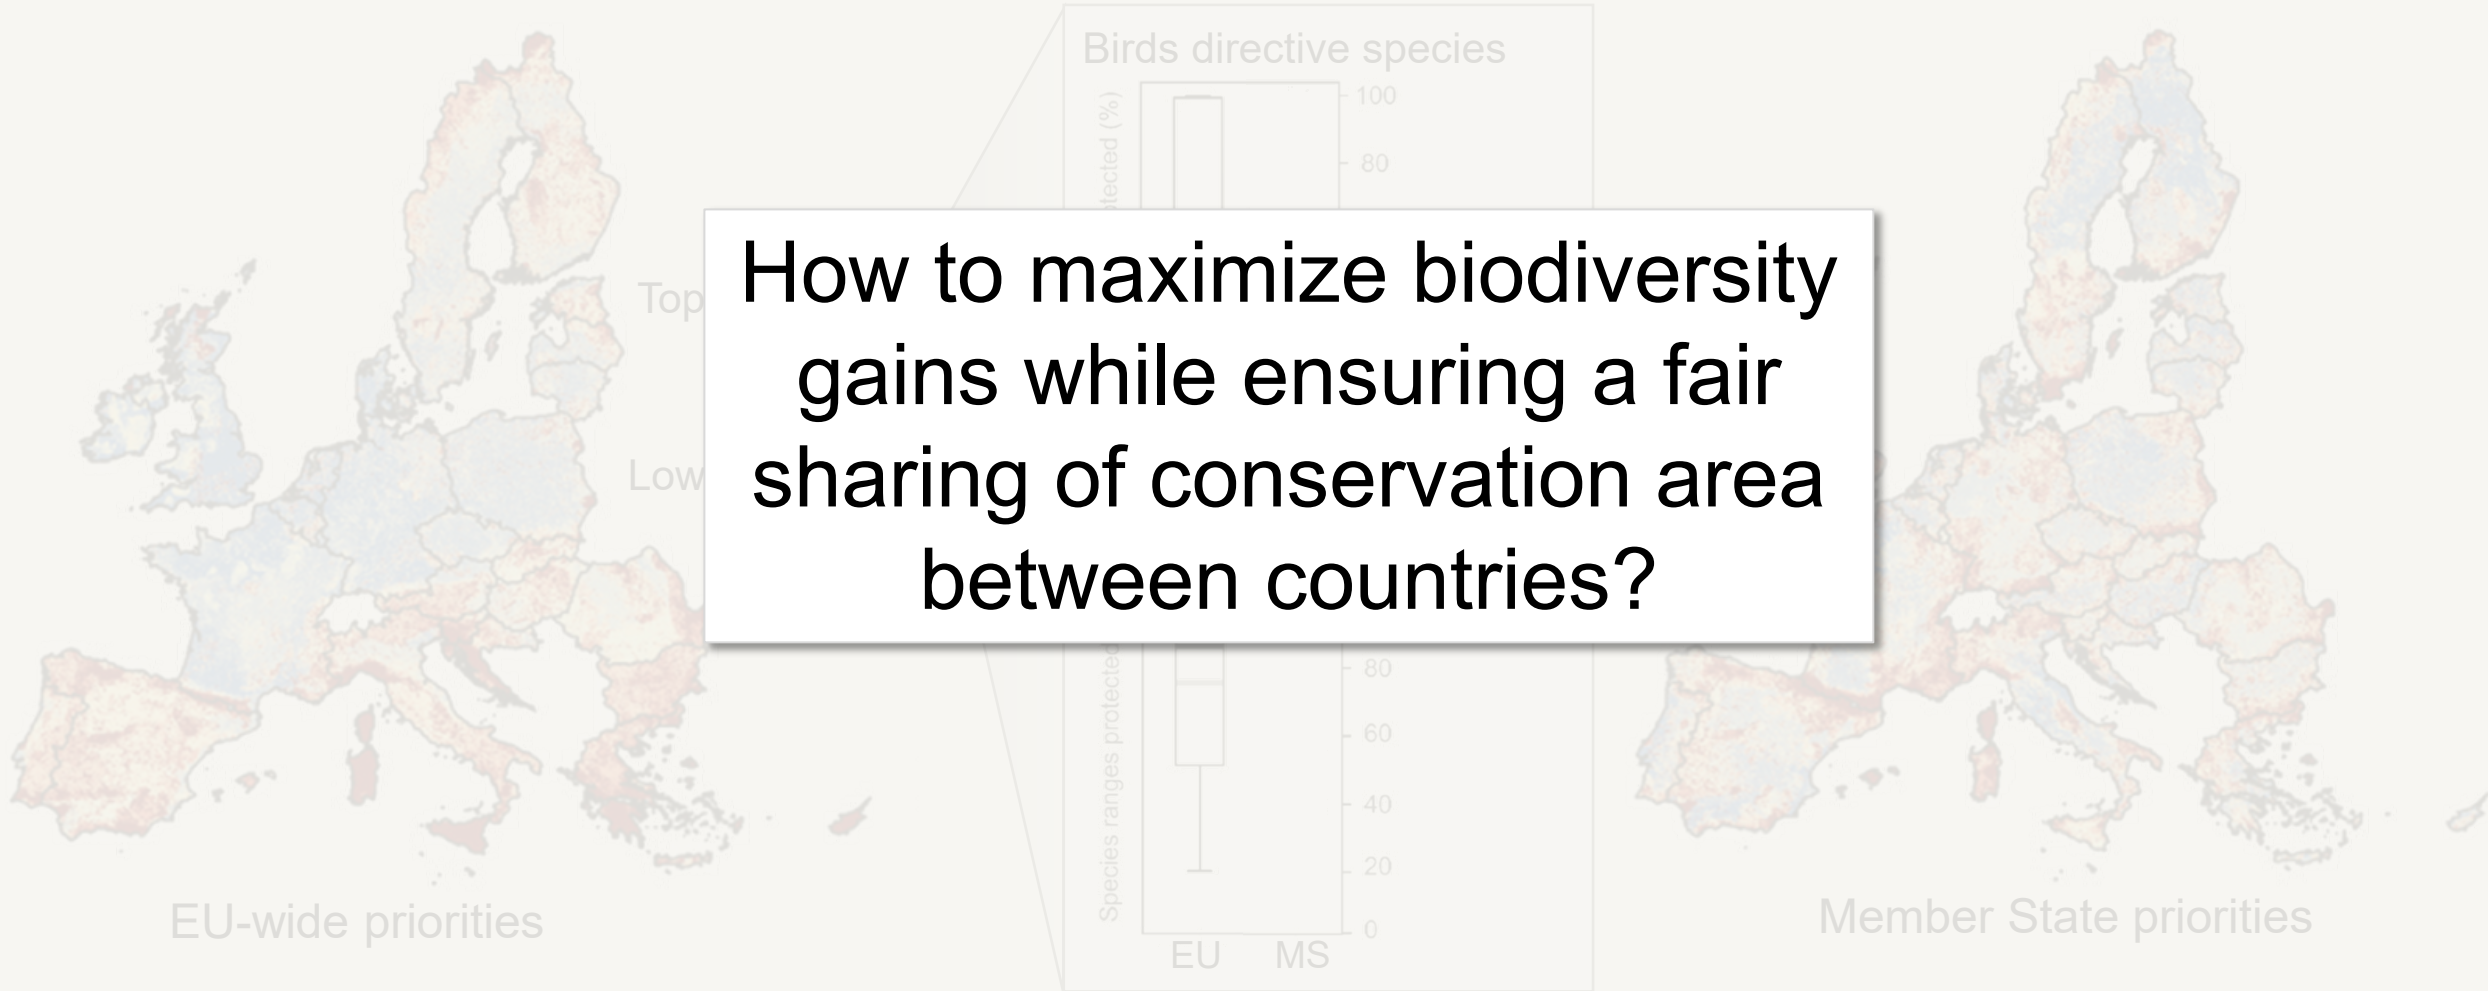 Birds directive species
100
80
Top
How to maximize biodiversity
gains while ensuring a fair
sharing of conservation area
between countries?
Low
Species ranges protected
80
60
40
20
0
EU MS
EU-wide priorities
Member State priorities